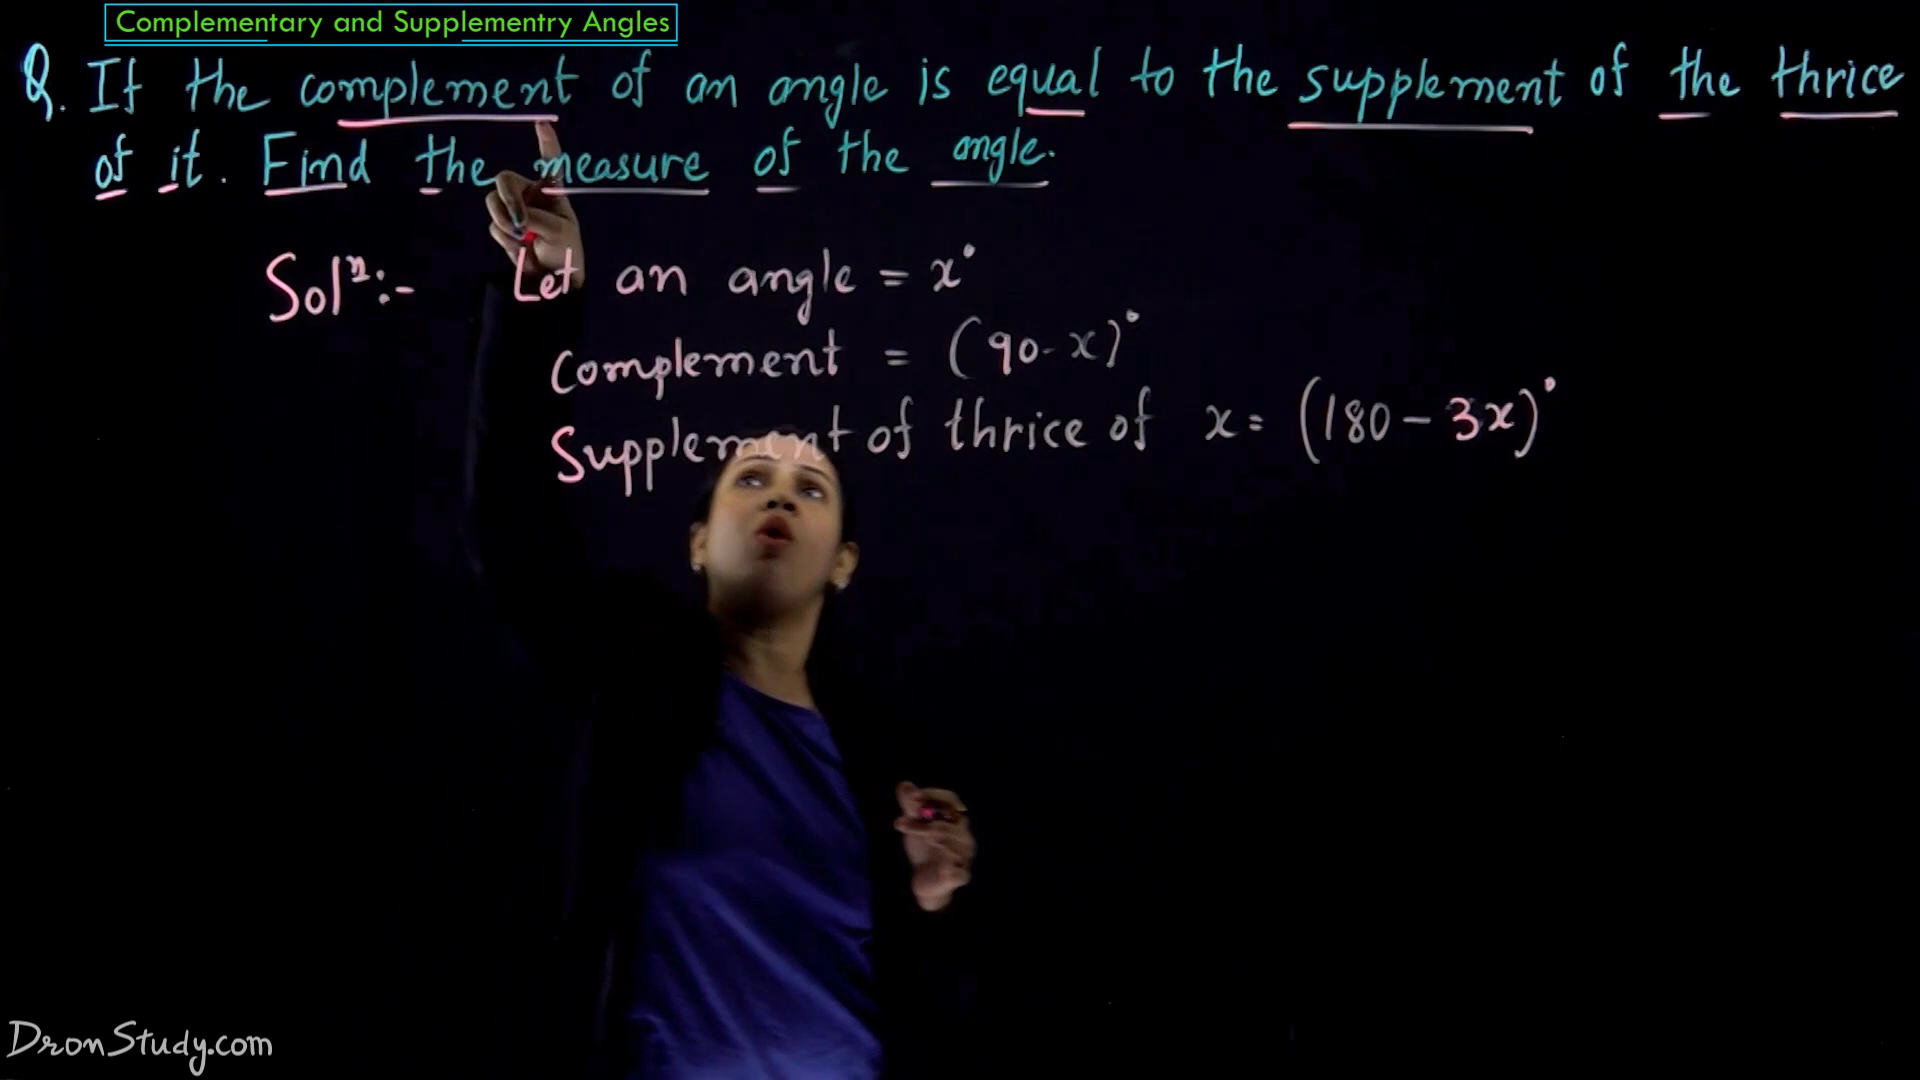 Complementary and Supplementry Angles
Q. If the complement of an angle is equal to the supplement of the thrice
of it. Find the measure of the angle.
Solⁿ:- Let an angle = x°
Complement = (90-x)°
Supplement of thrice of x = (180 - 3x)°
DronStudy.com